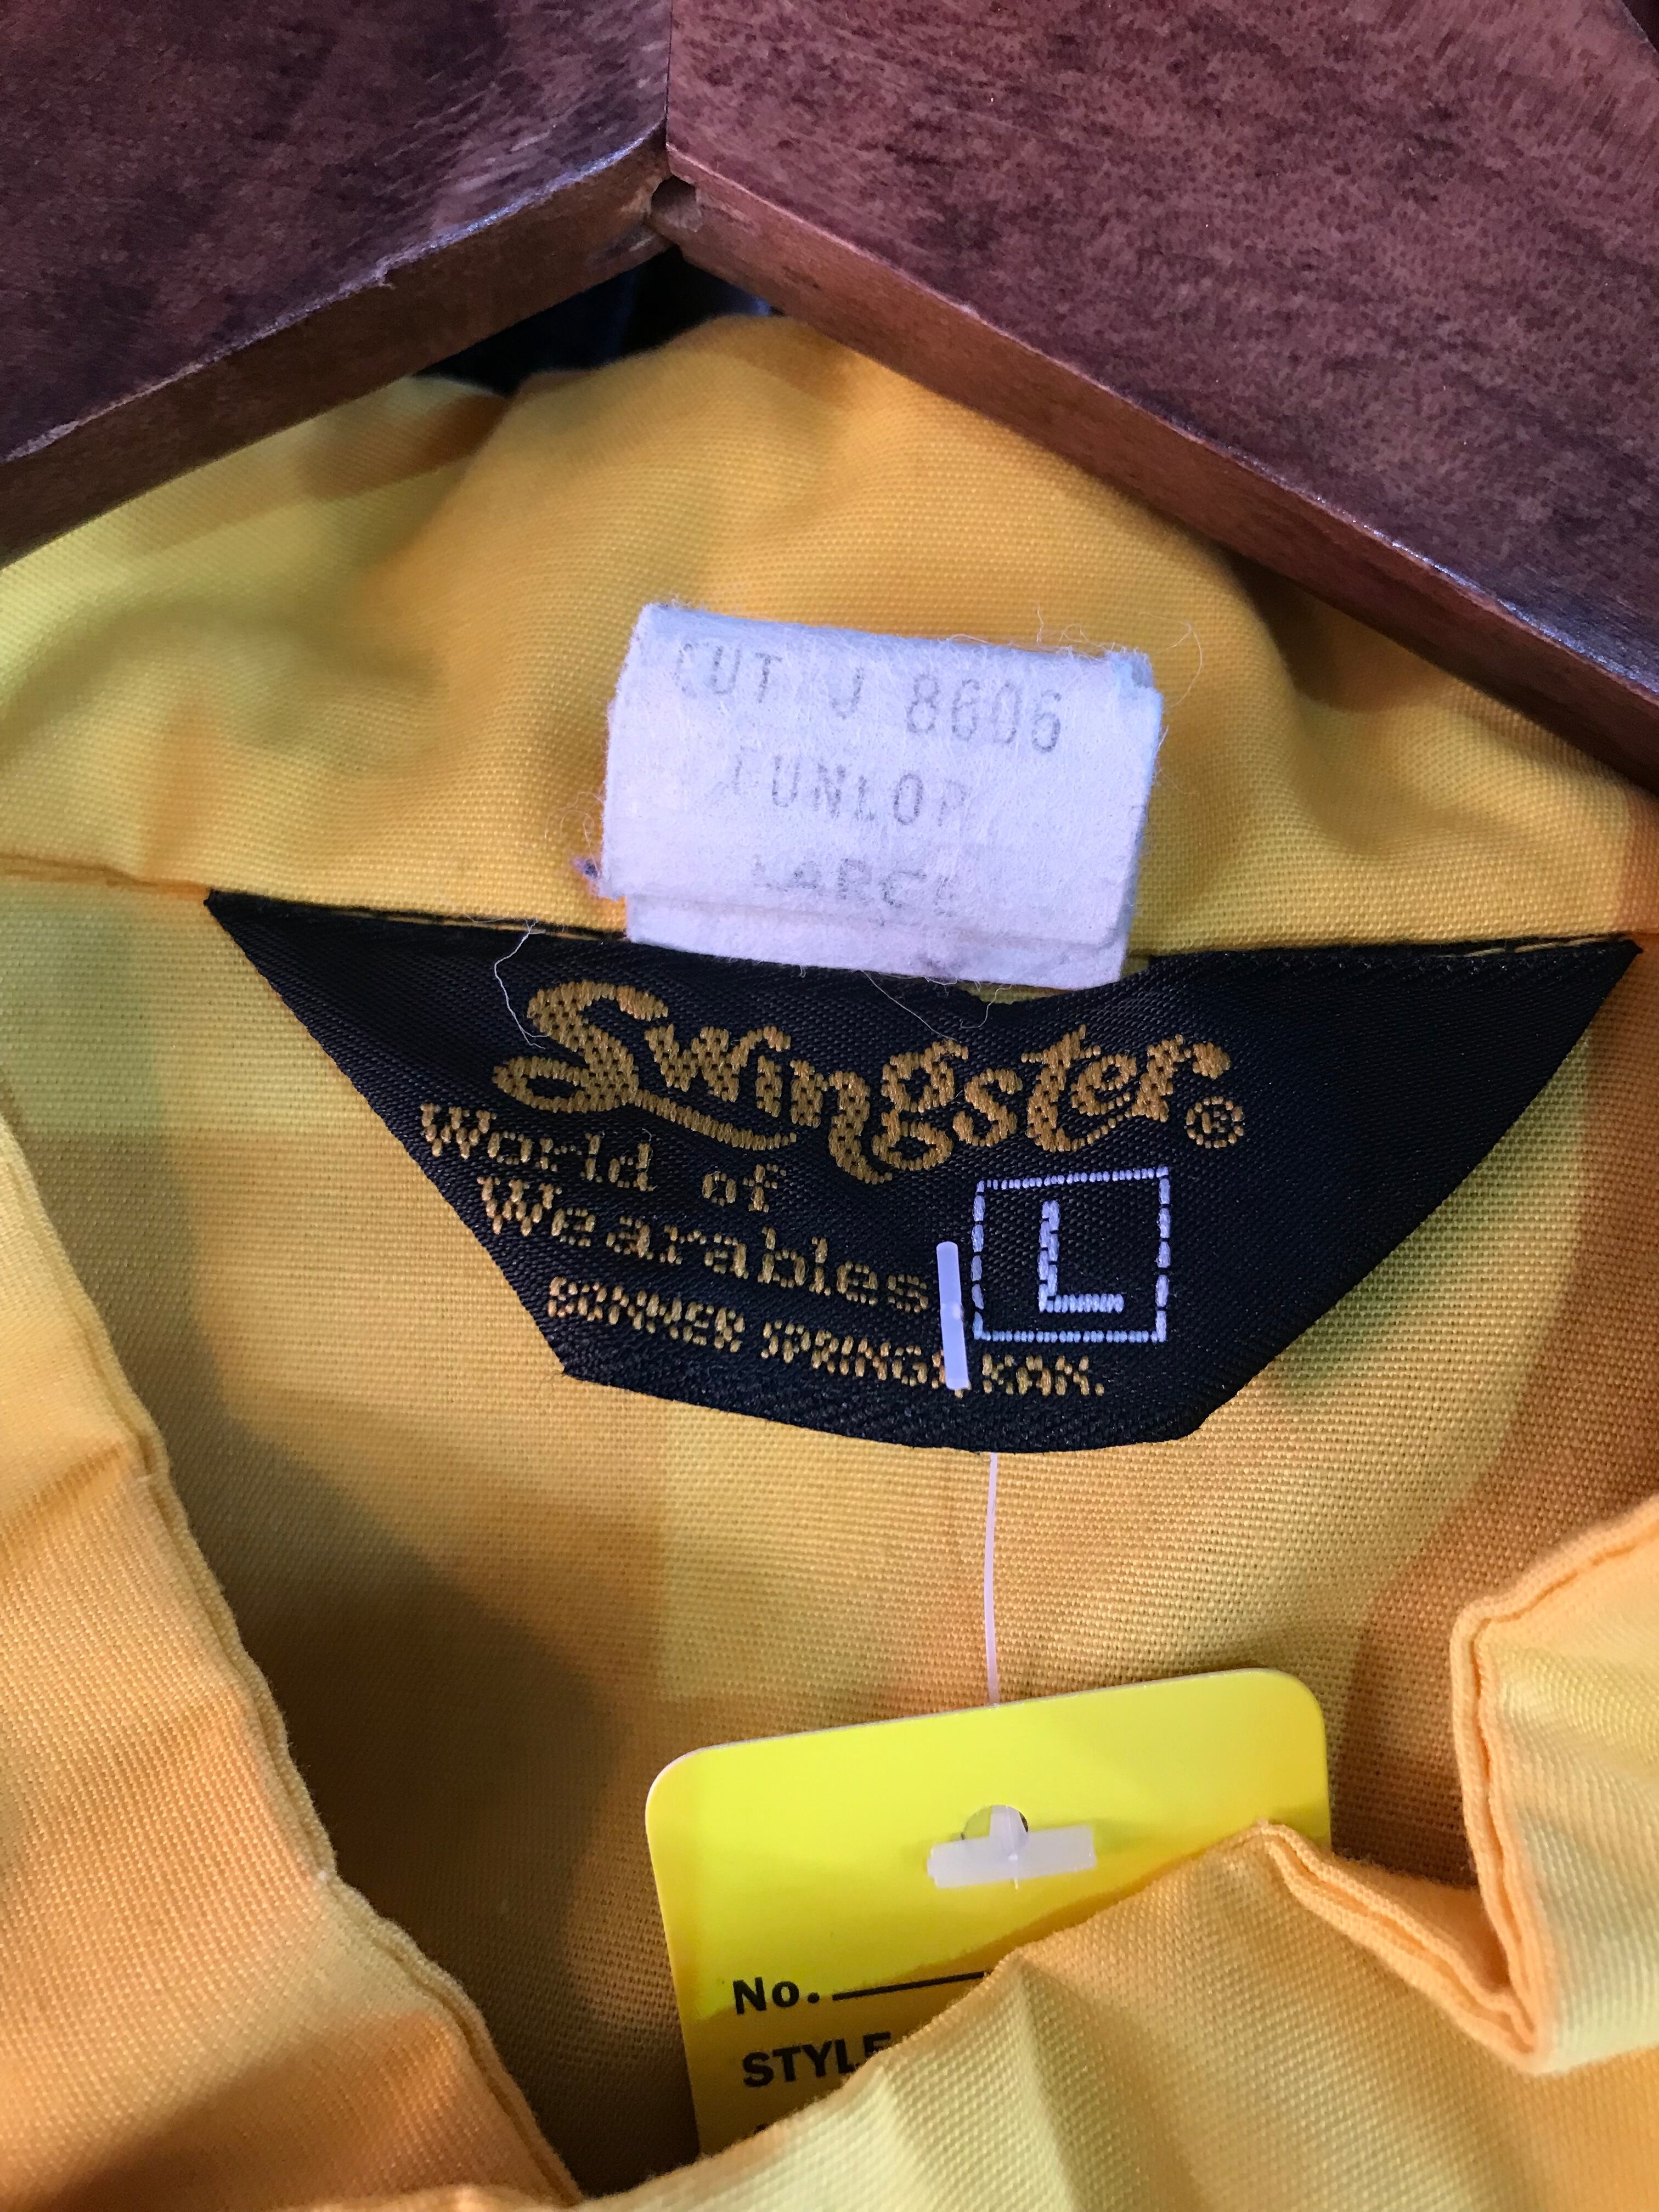 CUT J 8606
DUNLOP
LARGE
Swingster®
World of
Wearables
L
BONNER SPRINGS, KAN.
No.
STYLE